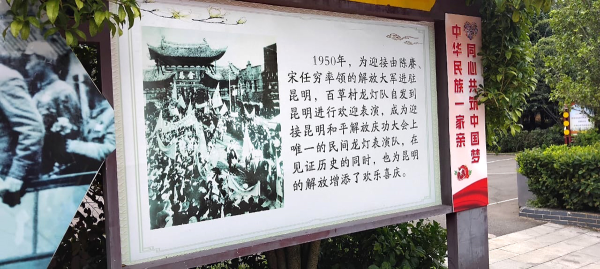 1950年，为迎接由陈赓、
宋任穷率领的解放大军进驻
昆明，百草村龙灯队自发到
昆明进行欢迎表演，成为迎
接昆明和平解放庆功大会上
唯一的民间龙灯表演队，在
见证历史的同时，也为昆明
的解放增添了欢乐喜庆。
同心共筑中国梦
中华民族一家亲